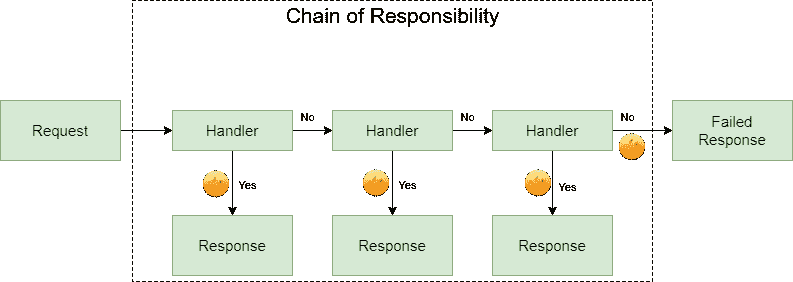 Chain of Responsibility
Request
Handler
No
Handler
No
Handler
No
Failed
Response
Yes
Yes
Yes
Response
Response
Response